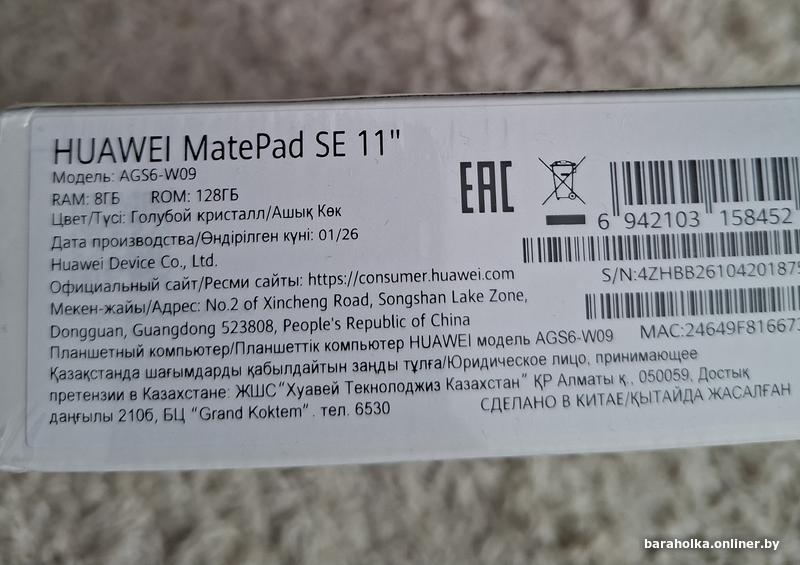 HUAWEI MatePad SE 11"
Модель: AGS6-W09
RAM: 8ГБ ROM: 128ГБ
Цвет/Түсі: Голубой кристалл/Ашық Көк
Дата производства/Өндірілген күні: 01/26
Huawei Device Co., Ltd.
Официальный сайт/Ресми сайты: https://consumer.huawei.com
Мекен-жайы/Адрес: No.2 of Xincheng Road, Songshan Lake Zone,
Dongguan, Guangdong 523808, People's Republic of China
Планшетный компьютер/Планшеттік компьютер HUAWEI модель AGS6-W09
Қазақстанда шағымдарды қабылдайтын заңды тұлға/Юридическое лицо, принимающее
претензии в Казахстане: ЖШС"Хуавей Текнолоджиз Казахстан" ҚР Алматы қ., 050059, Достық
даңғылы 210б, БЦ "Grand Koktem". тел. 6530
СДЕЛАНО В КИТАЕ/ҚЫТАЙДА ЖАСАЛҒАН
EAC
6 942103 158452
S/N:4ZHBB2610420187
MAC:24649F816673
baraholka.onliner.by